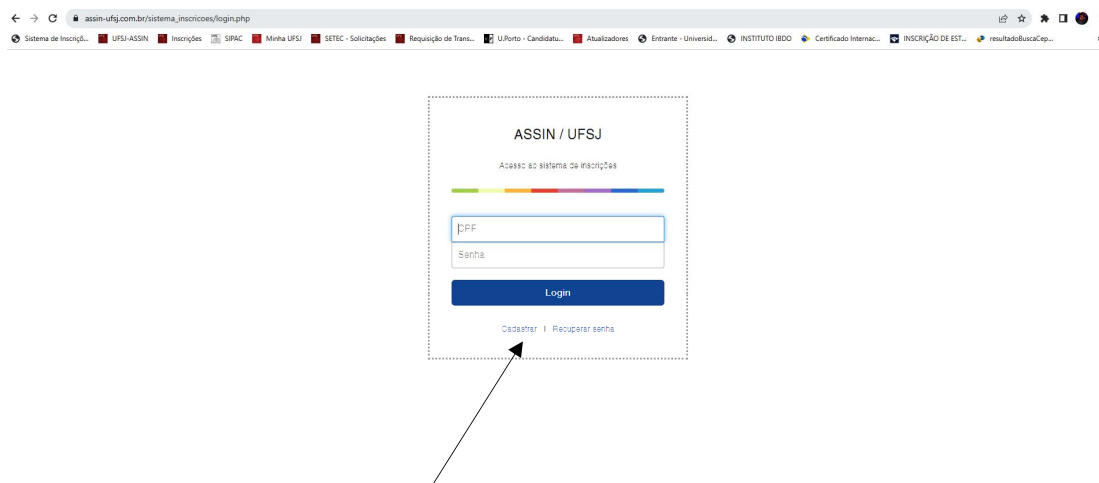 assin-ufsj.com.br/sistema_inscricoes/login.php
Sistema de Inscriçõ... UFSJ-ASSIN Inscrições SIPAC Minha UFSJ SETEC - Solicitações Requisição de Trans... U.Porto - Candidatu... Atualizadores Entrante - Universid... INSTITUTO IBDO Certificado Internac... INSCRIÇÃO DE EST... resultadoBuscaCep...
ASSIN / UFSJ
Acesso ao sistema de inscrições
CPF
Senha
Login
Cadastrar | Recuperar senha